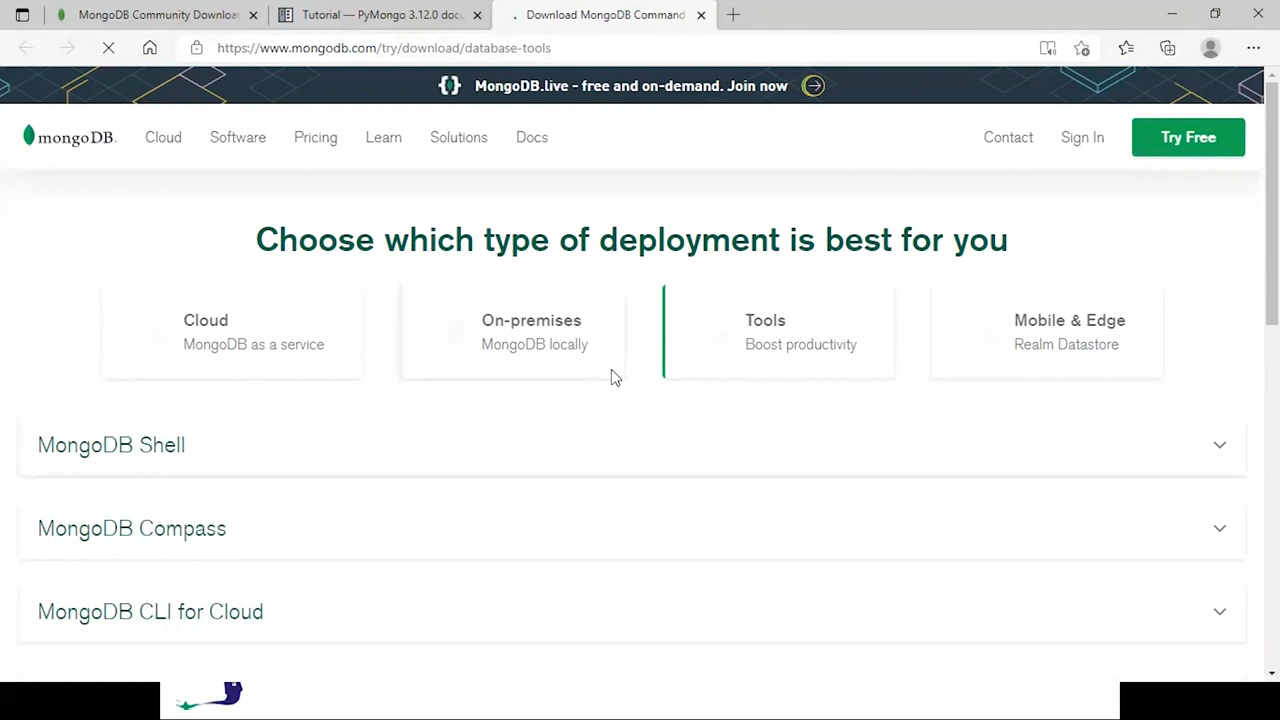 MongoDB Community Downloa
Tutorial — PyMongo 3.12.0 docu
Download MongoDB Command
https://www.mongodb.com/try/download/database-tools
MongoDB.live - free and on-demand. Join now
mongoDB.
Cloud
Software
Pricing
Learn
Solutions
Docs
Contact
Sign In
Try Free
Choose which type of deployment is best for you
Cloud
MongoDB as a service
On-premises
MongoDB locally
Tools
Boost productivity
Mobile & Edge
Realm Datastore
MongoDB Shell
MongoDB Compass
MongoDB CLI for Cloud